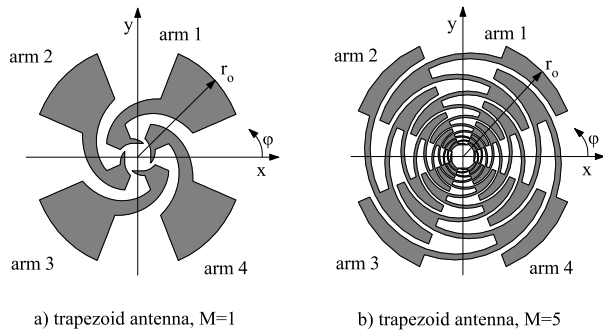 y
arm 1
arm 2
r₀
φ
x
arm 3
arm 4
a) trapezoid antenna, M=1
y
arm 1
arm 2
r₀
φ
x
arm 3
arm 4
b) trapezoid antenna, M=5